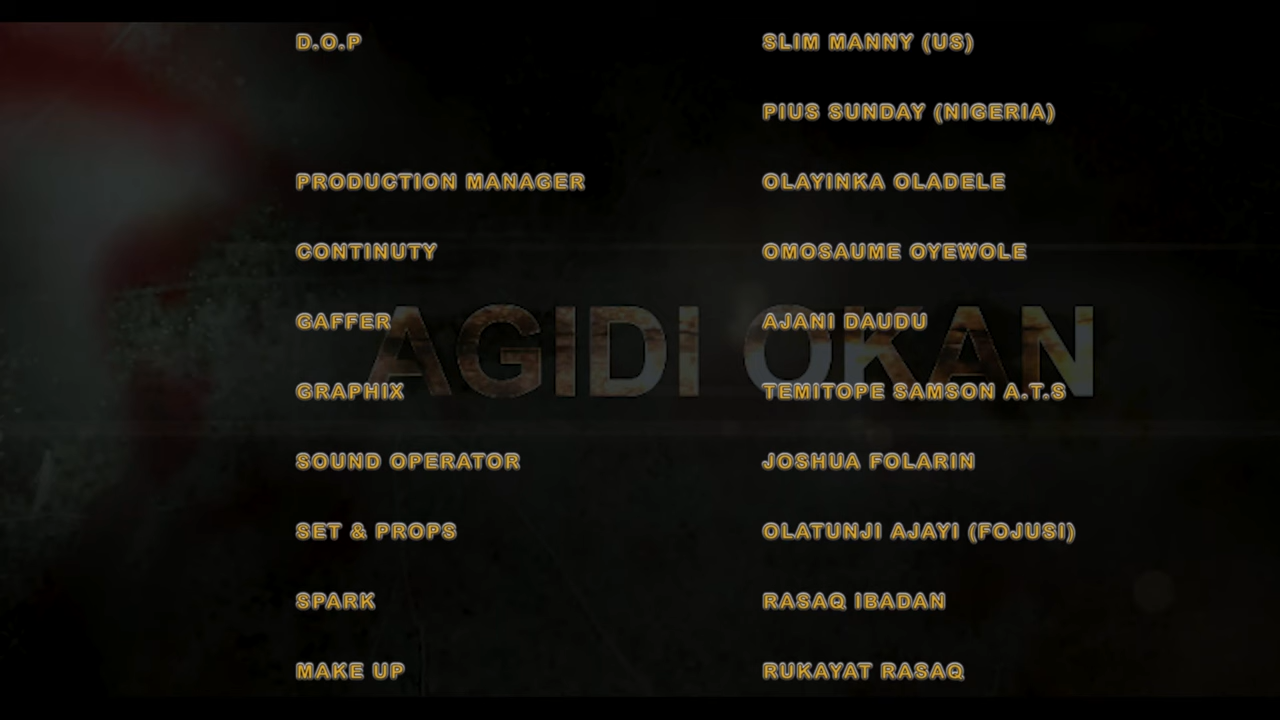 D.O.P SLIM MANNY (US)
PIUS SUNDAY (NIGERIA)
PRODUCTION MANAGER OLAYINKA OLADELE
CONTINUTY OMOSAUME OYEWOLE
GAFFER AJANI DAUDU
AGIDI OKAN
GRAPHIX TEMITOPE SAMSON A.T.S
SOUND OPERATOR JOSHUA FOLARIN
SET & PROPS OLATUNJI AJAYI (FOJUSI)
SPARK RASAQ IBADAN
MAKE UP RUKAYAT RASAQ